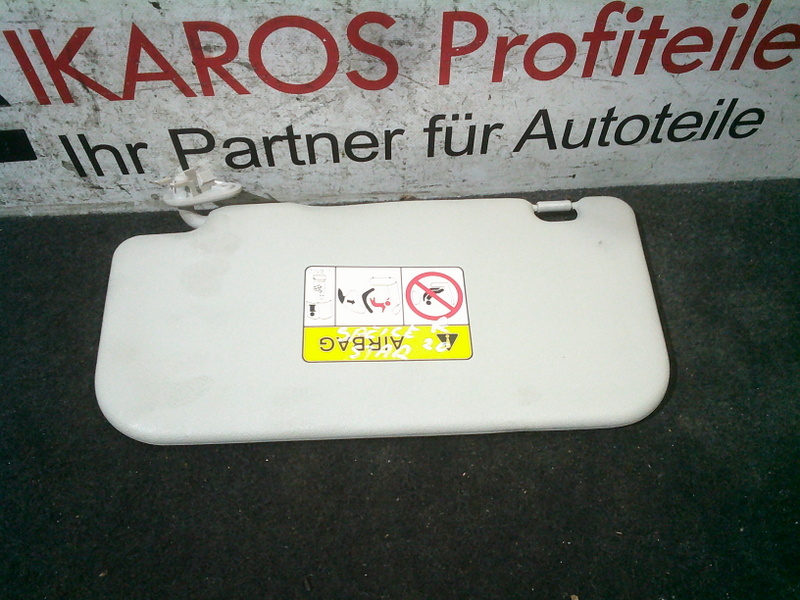 IKAROS Profiteile
Ihr Partner für Autoteile
AIRBAG